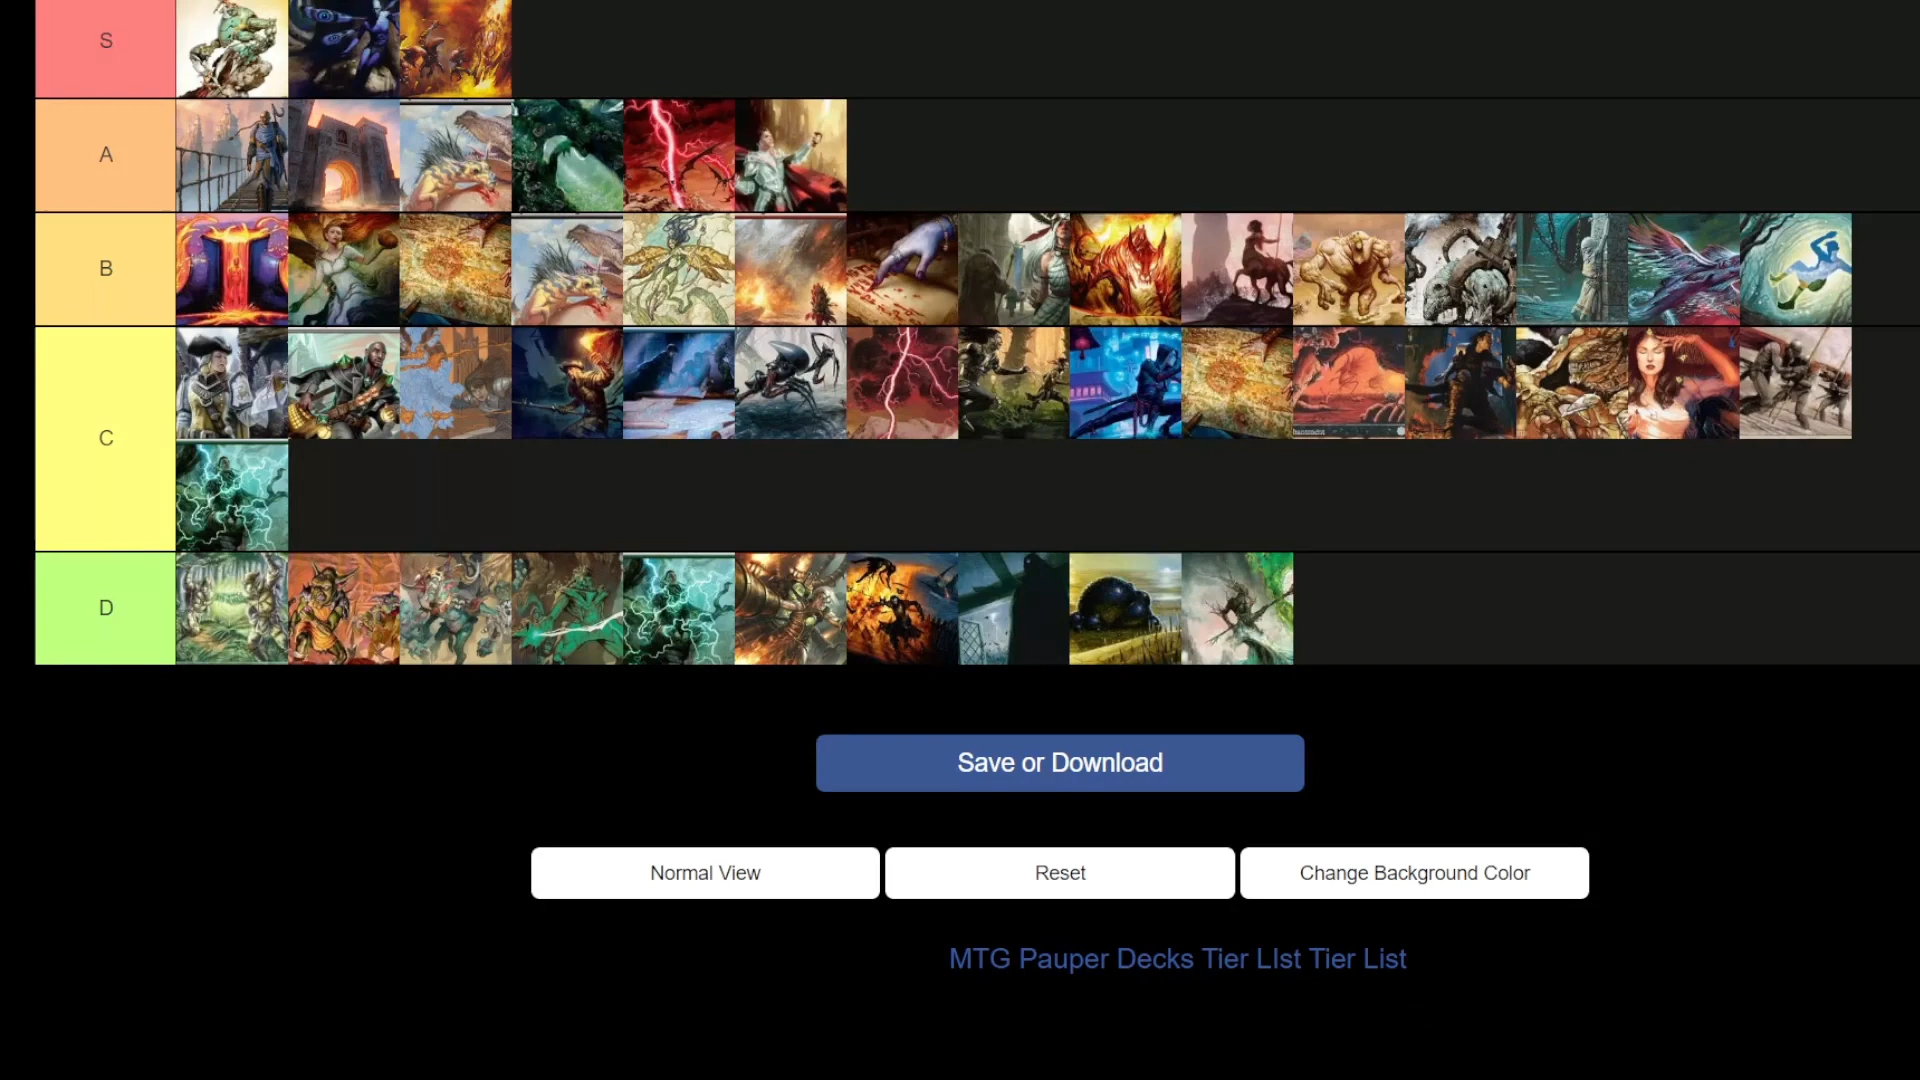 S
A
B
C
D
Save or Download
Normal View
Reset
Change Background Color
MTG Pauper Decks Tier LIst Tier List